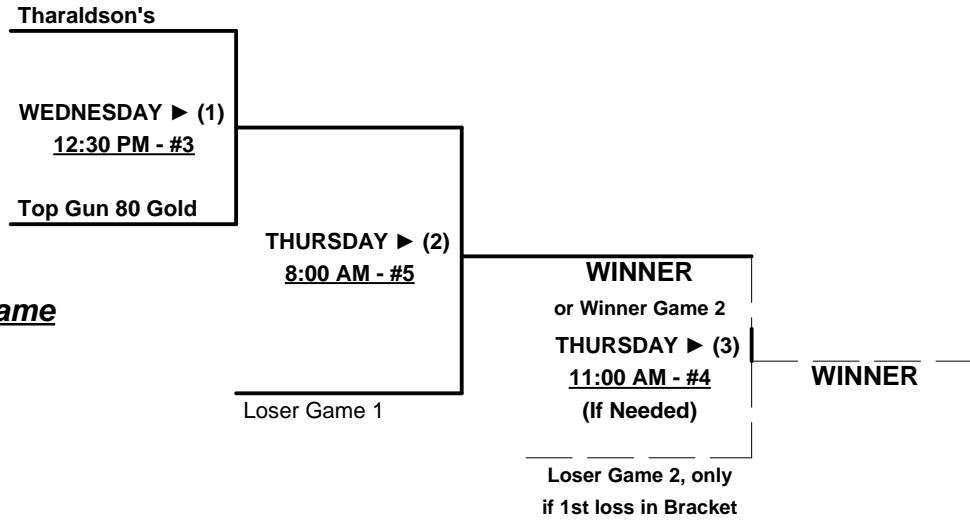 Tharaldson's
WEDNESDAY ► (1)
12:30 PM - #3
Top Gun 80 Gold
THURSDAY ► (2)
8:00 AM - #5
ame
Loser Game 1
WINNER
or Winner Game 2
THURSDAY ► (3)
11:00 AM - #4
(If Needed)
WINNER
Loser Game 2, only
if 1st loss in Bracket